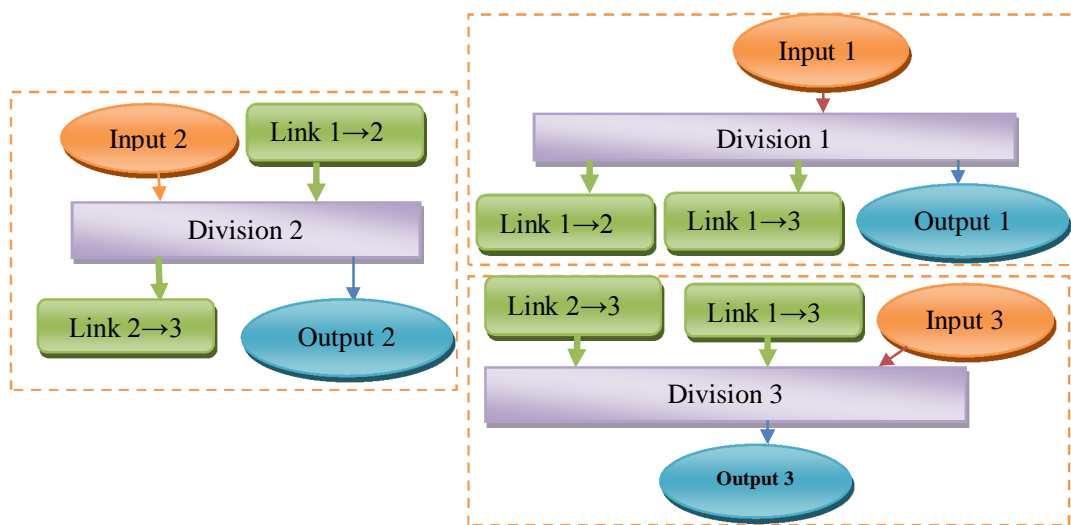 Input 2
Link 1→2
Division 2
Link 2→3
Output 2
Input 1
Division 1
Link 1→2
Link 1→3
Output 1
Link 2→3
Link 1→3
Input 3
Division 3
Output 3